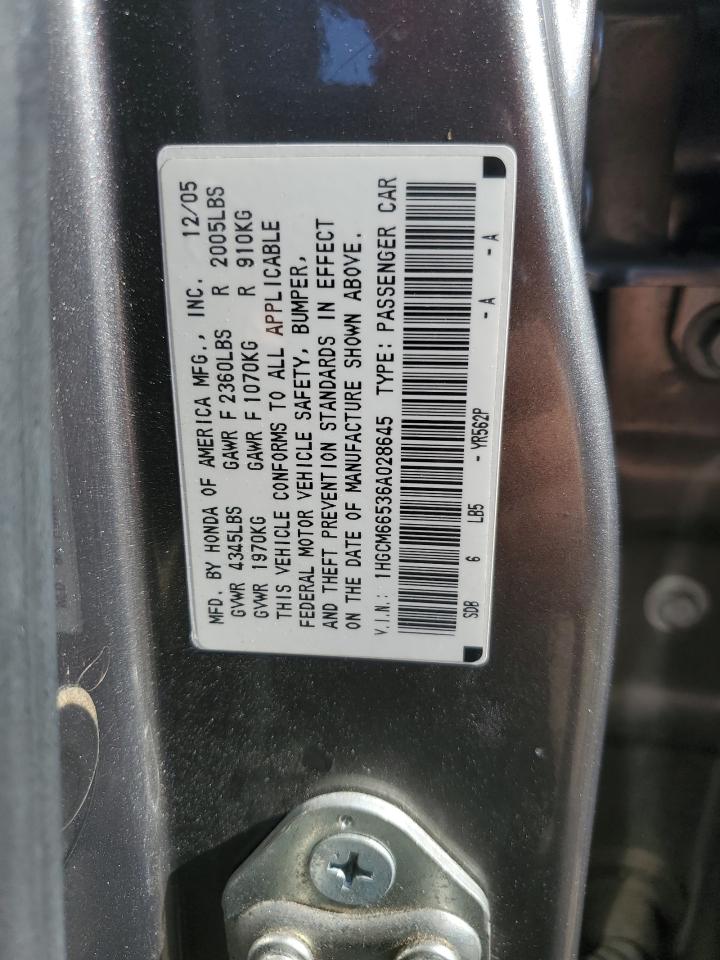 MFD. BY HONDA OF AMERICA MFG., INC. 12/05
GVWR 4345LBS GAWR F 2360LBS R 2005LBS
GVWR 1970KG GAWR F 1070KG R 910KG
THIS VEHICLE CONFORMS TO ALL APPLICABLE
FEDERAL MOTOR VEHICLE SAFETY, BUMPER,
AND THEFT PREVENTION STANDARDS IN EFFECT
ON THE DATE OF MANUFACTURE SHOWN ABOVE.
V.I.N.: 1HGCM66536A028645 TYPE: PASSENGER CAR
SDB 6 LB5 - YR562P - A - A